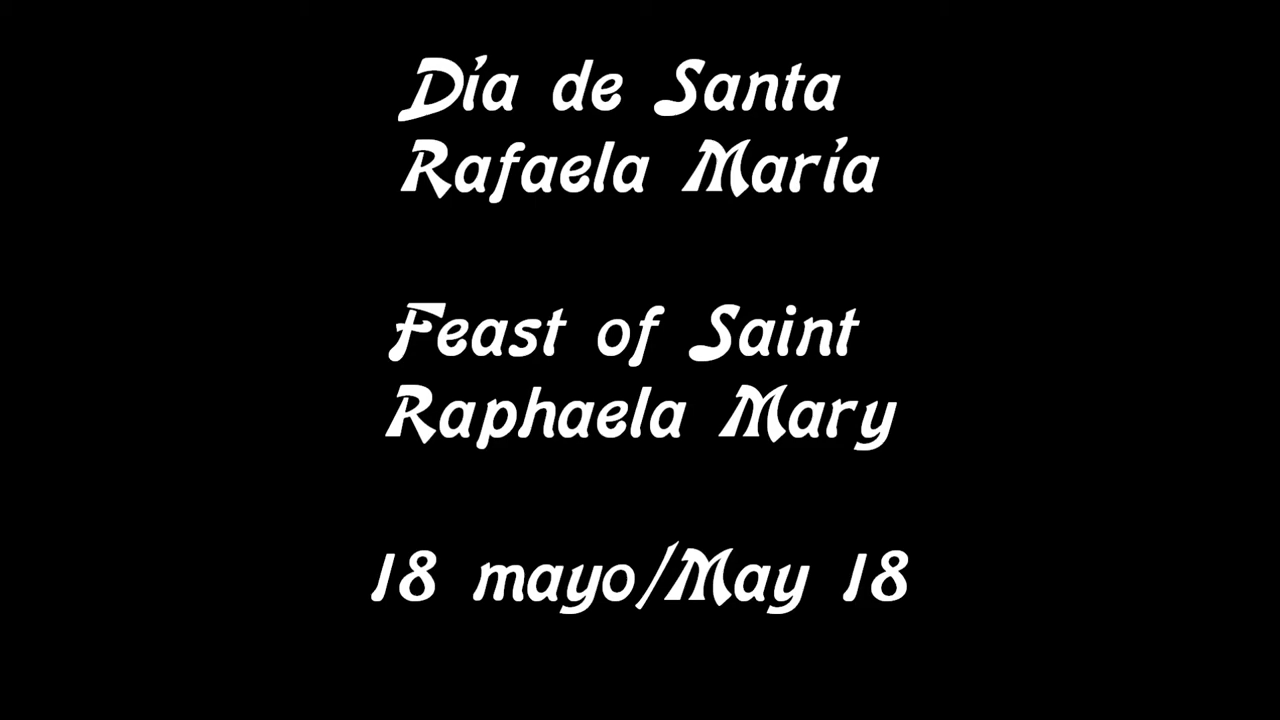 Día de Santa
Rafaela María
Feast of Saint
Raphaela Mary
18 mayo/May 18